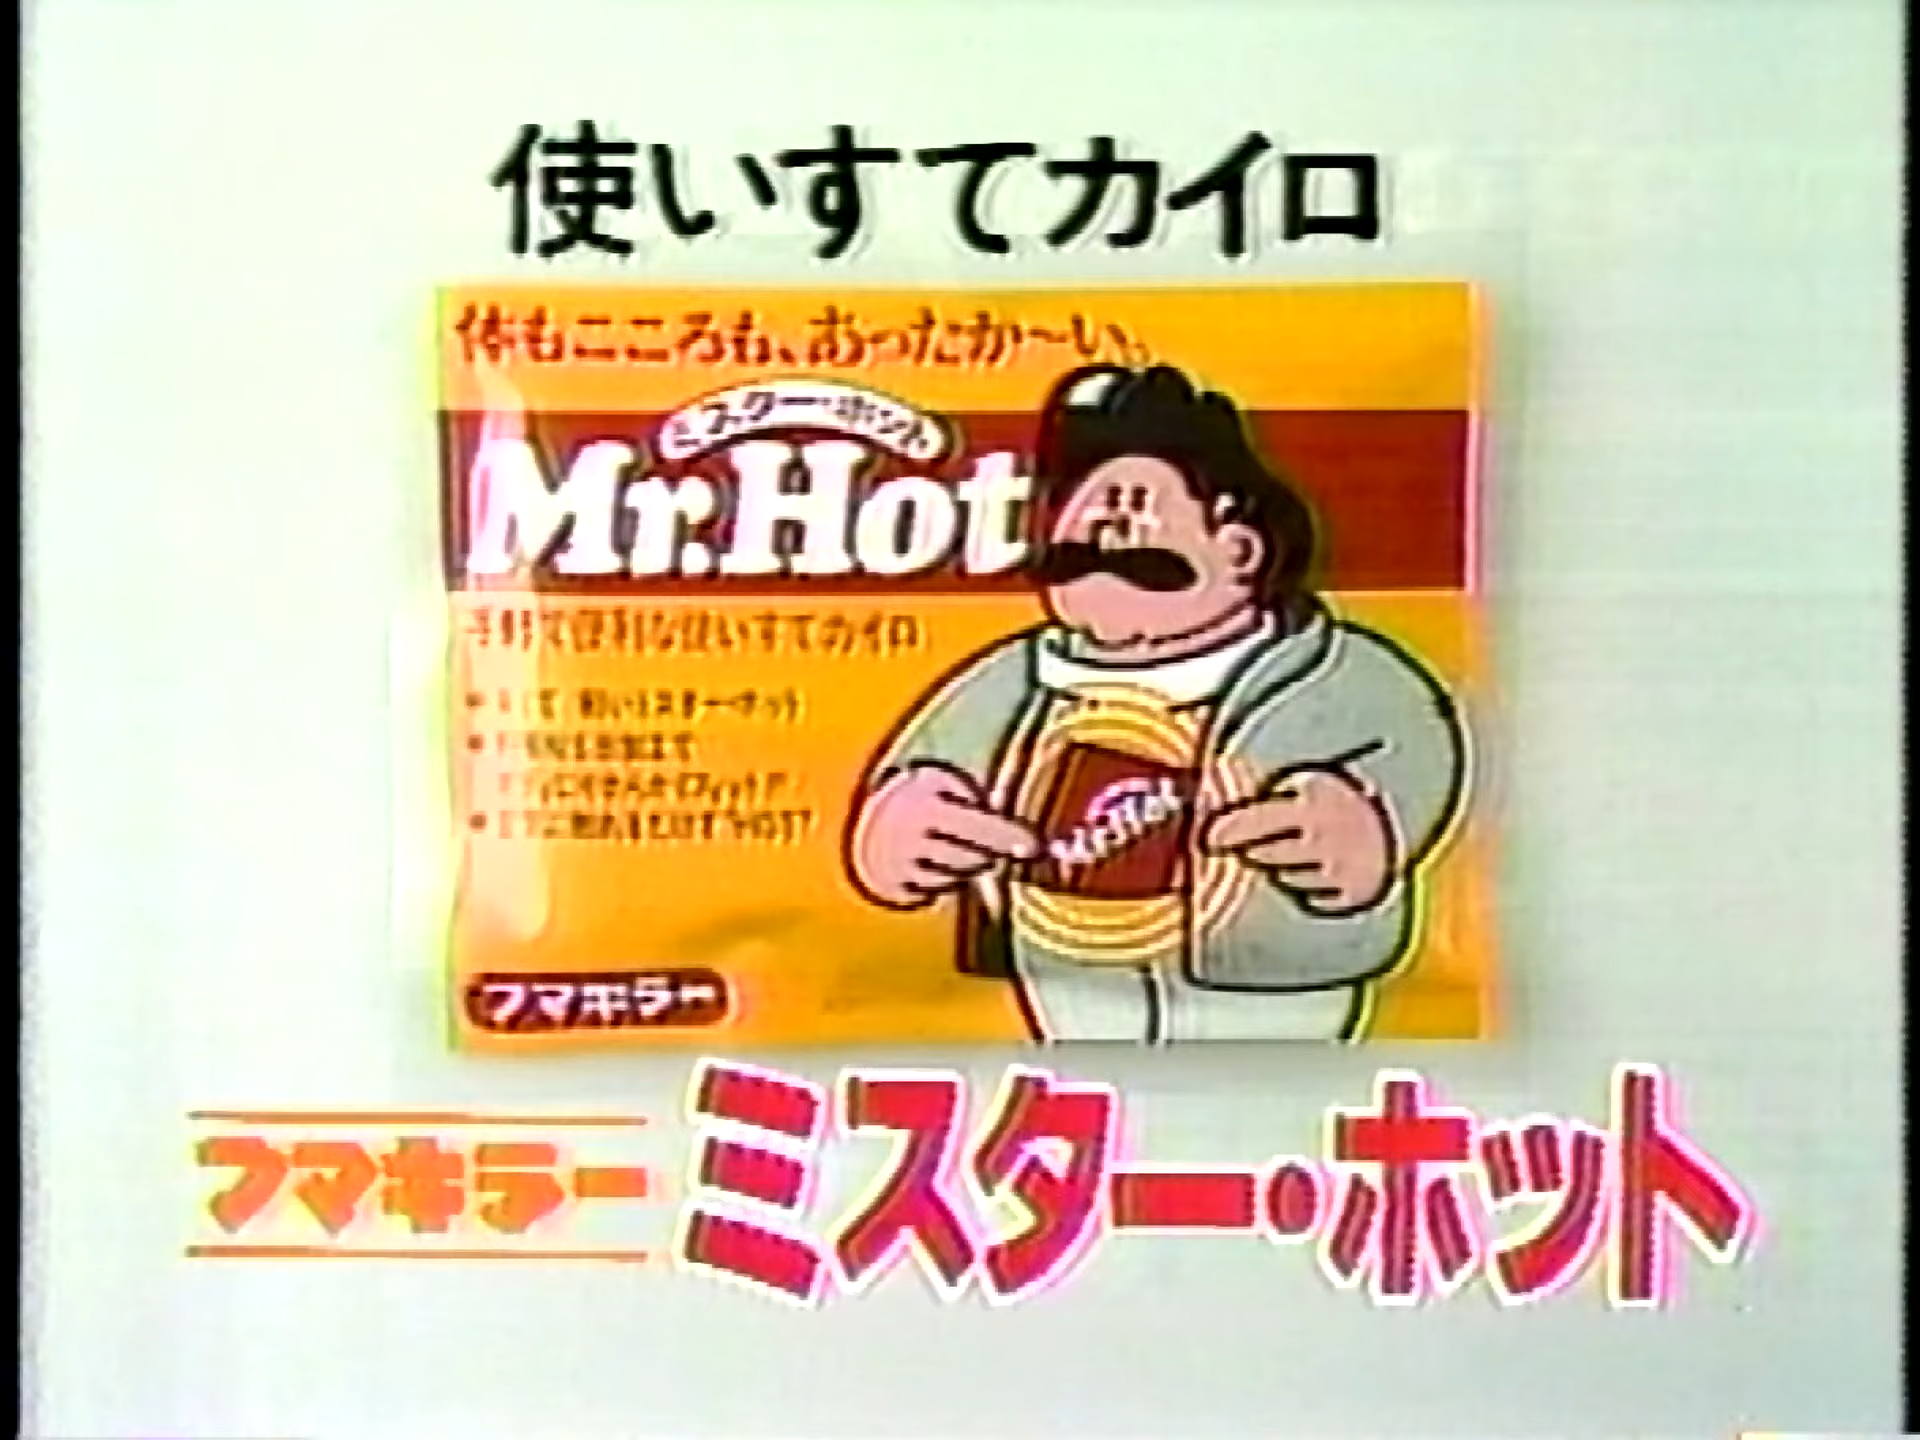 使いすてカイロ
体もこころも、あったか〜い。
ミスター・ホット
Mr.Hot
手軽で便利な使いすてカイロ
Mr.Hot
フマキラー
フマキラー
ミスター・ホット